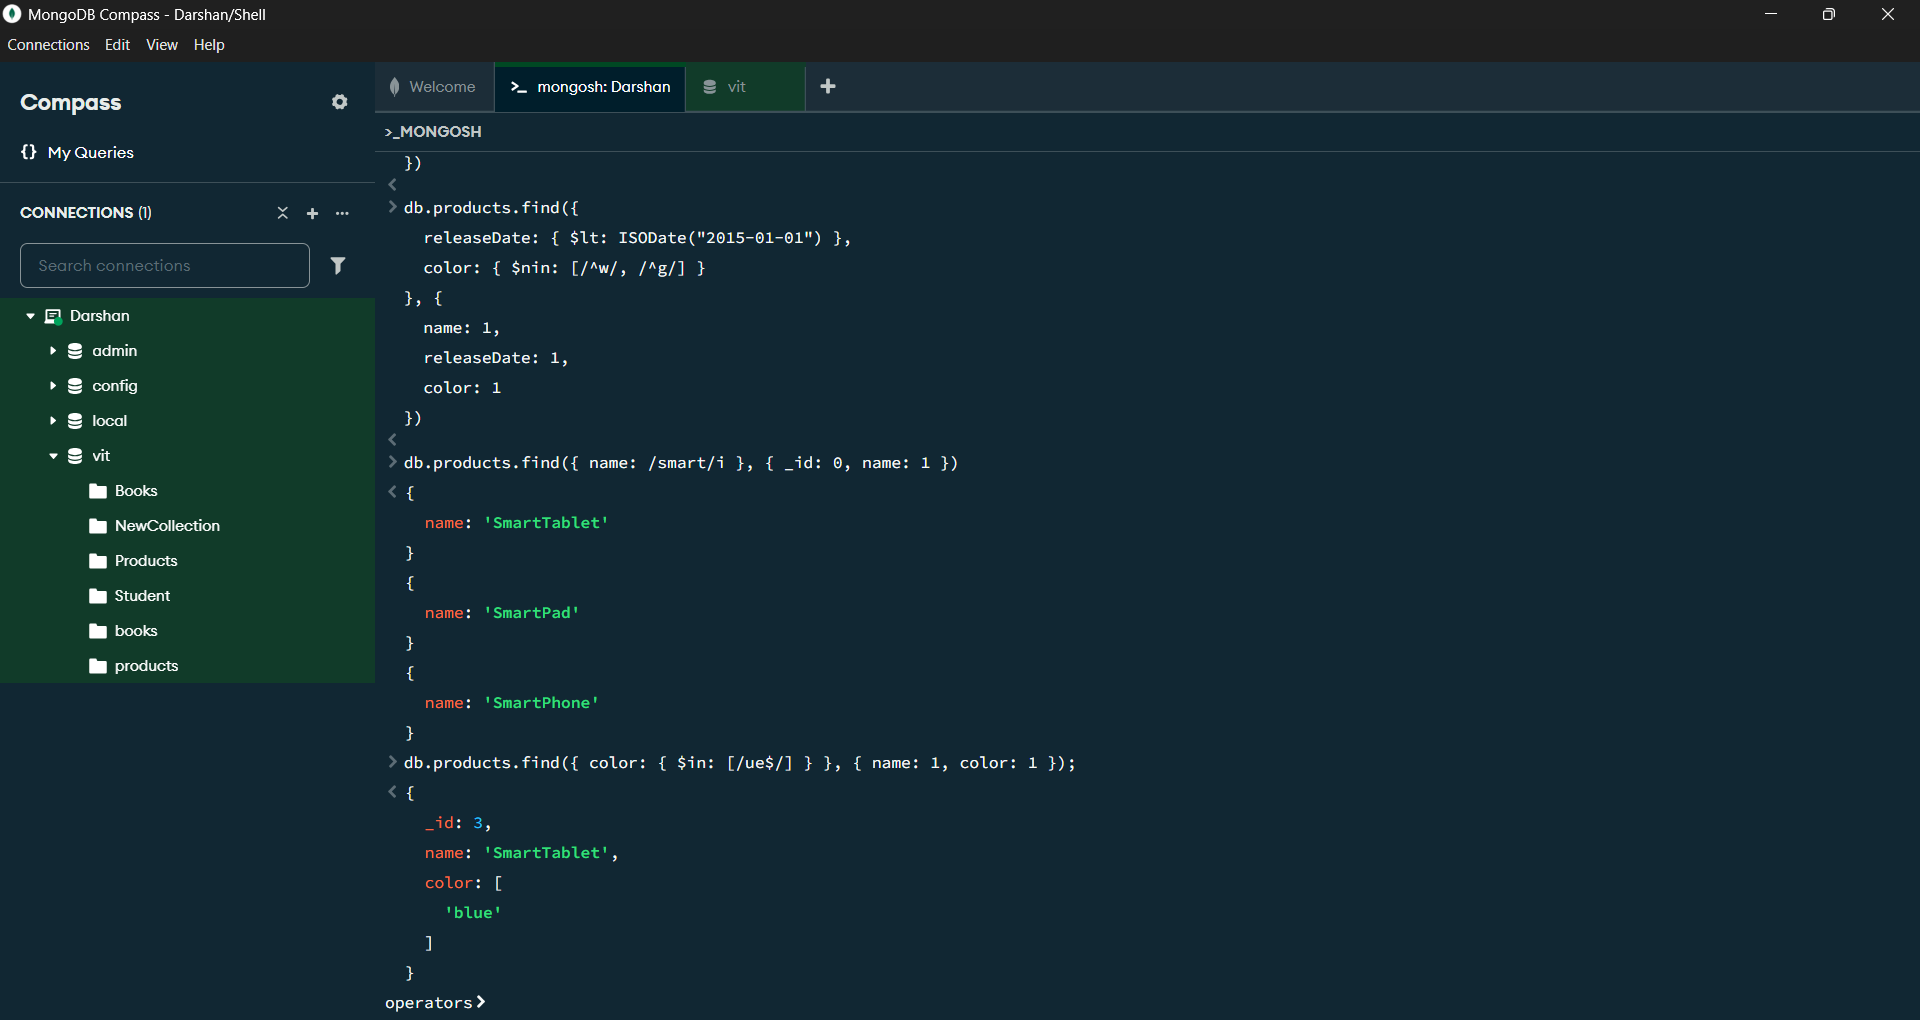 MongoDB Compass - Darshan/Shell
Connections Edit View Help
Compass
{} My Queries
CONNECTIONS (1)
Search connections
Darshan
admin
config
local
vit
Books
NewCollection
Products
Student
books
products
Welcome
>_ mongosh: Darshan
vit
>_MONGOSH
})
<
> db.products.find({
releaseDate: { $lt: ISODate("2015-01-01") },
color: { $nin: [/^w/, /^g/] }
}, {
name: 1,
releaseDate: 1,
color: 1
})
<
> db.products.find({ name: /smart/i }, { _id: 0, name: 1 })
< {
name: 'SmartTablet'
}
{
name: 'SmartPad'
}
{
name: 'SmartPhone'
}
> db.products.find({ color: { $in: [/ue$/] } }, { name: 1, color: 1 });
< {
_id: 3,
name: 'SmartTablet',
color: [
'blue'
]
}
operators>